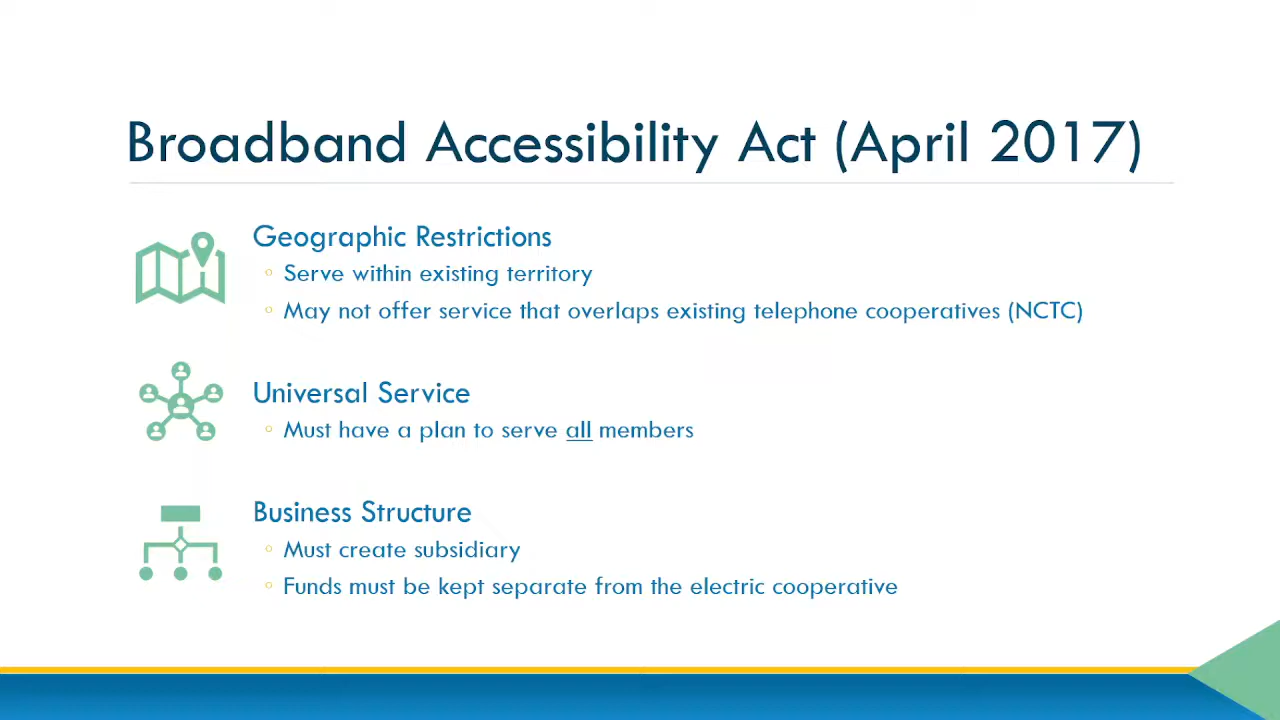 Broadband Accessibility Act (April 2017)
Geographic Restrictions
◦ Serve within existing territory
◦ May not offer service that overlaps existing telephone cooperatives (NCTC)
Universal Service
◦ Must have a plan to serve all members
Business Structure
◦ Must create subsidiary
◦ Funds must be kept separate from the electric cooperative